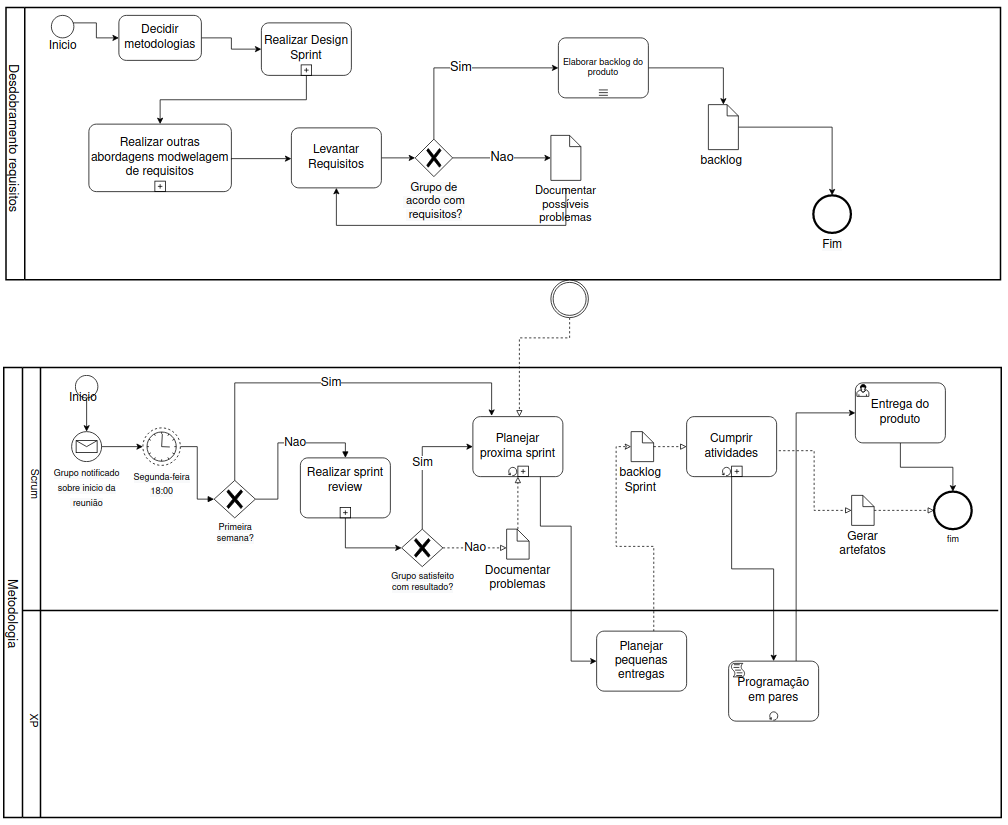 Desdobramento requisitos
Inicio
Decidir
metodologias
Realizar Design
Sprint
Realizar outras
abordagens modwelagem
de requisitos
Levantar
Requisitos
Grupo de
acordo com
requisitos?
Sim
Nao
Elaborar backlog do
produto
Documentar
possíveis
problemas
backlog
Fim
Metodologia
Scrum
Inicio
Grupo notificado
sobre inicio da
reunião
Segunda-feira
18:00
Primeira
semana?
Sim
Nao
Realizar sprint
review
Grupo satisfeito
com resultado?
Sim
Nao
Documentar
problemas
Planejar
proxima sprint
backlog
Sprint
Cumprir
atividades
Gerar
artefatos
Entrega do
produto
fim
XP
Planejar
pequenas
entregas
Programação
em pares